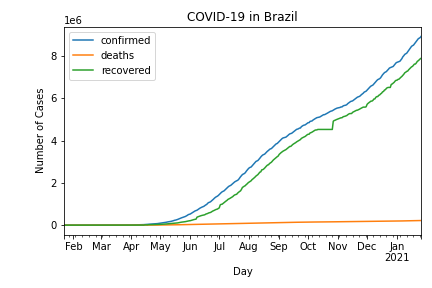 COVID-19 in Brazil
1e6
confirmed
deaths
recovered
8
6
4
2
0
Number of Cases
Feb Mar Apr May Jun Jul Aug Sep Oct Nov Dec Jan
2021
Day